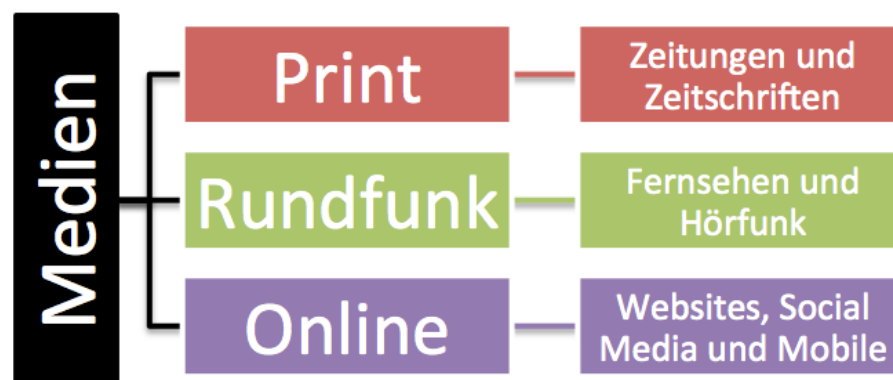 Medien
Print
Zeitungen und
Zeitschriften
Rundfunk
Fernsehen und
Hörfunk
Online
Websites, Social
Media und Mobile